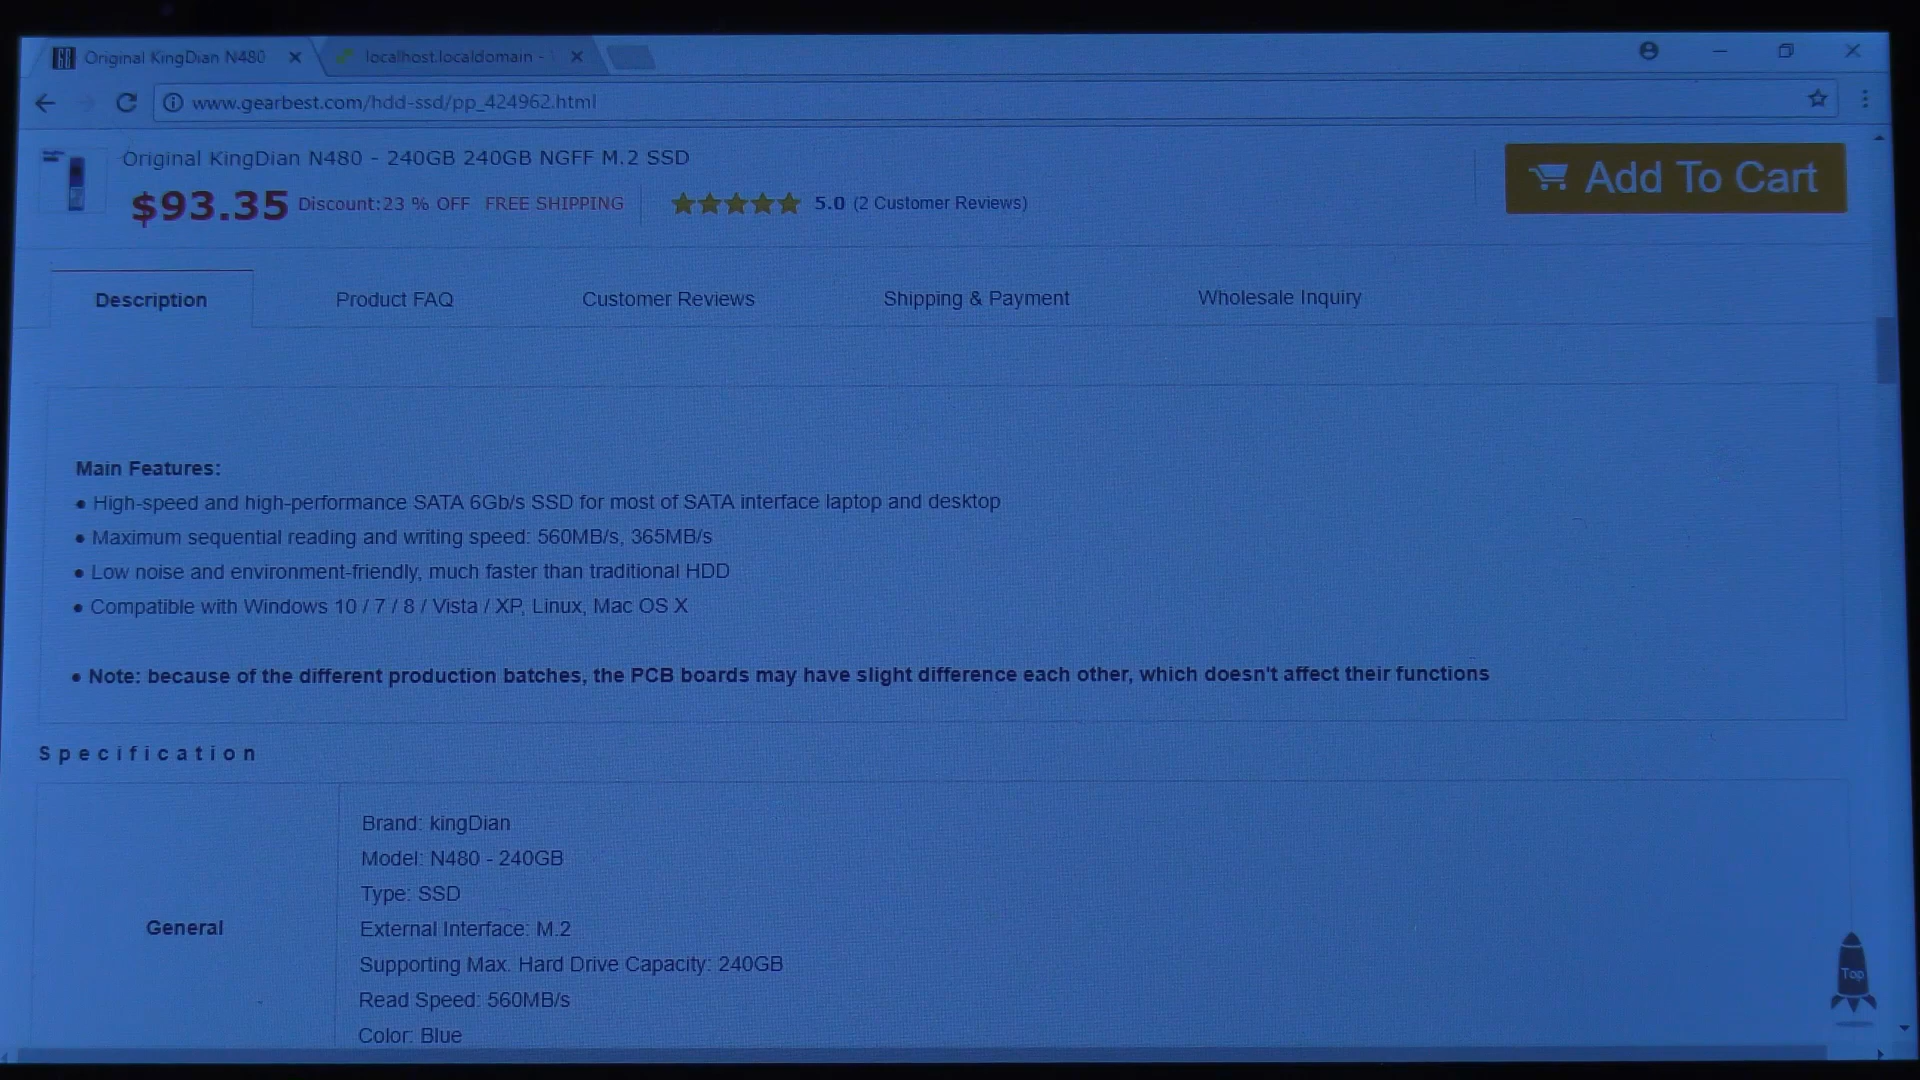 Original KingDian N480
localhost.localdomain -
www.gearbest.com/hdd-ssd/pp_424962.html
Original KingDian N480 - 240GB 240GB NGFF M.2 SSD
$93.35 Discount:23 % OFF FREE SHIPPING 5.0 (2 Customer Reviews)
Add To Cart
Description Product FAQ Customer Reviews Shipping & Payment Wholesale Inquiry
Main Features:
• High-speed and high-performance SATA 6Gb/s SSD for most of SATA interface laptop and desktop
• Maximum sequential reading and writing speed: 560MB/s, 365MB/s
• Low noise and environment-friendly, much faster than traditional HDD
• Compatible with Windows 10 / 7 / 8 / Vista / XP, Linux, Mac OS X
• Note: because of the different production batches, the PCB boards may have slight difference each other, which doesn't affect their functions
Specification
General
Brand: kingDian
Model: N480 - 240GB
Type: SSD
External Interface: M.2
Supporting Max. Hard Drive Capacity: 240GB
Read Speed: 560MB/s
Color: Blue
Top